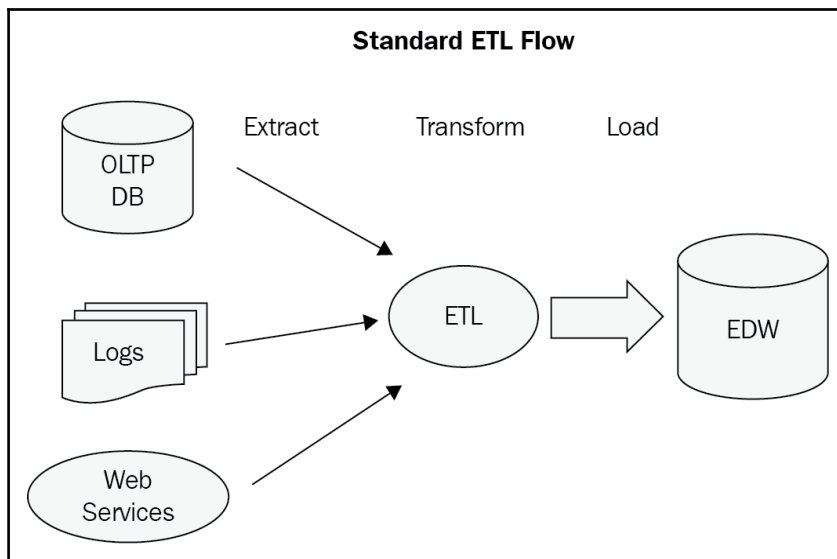 Standard ETL Flow
Extract
Transform
Load
OLTP
DB
Logs
ETL
EDW
Web
Services